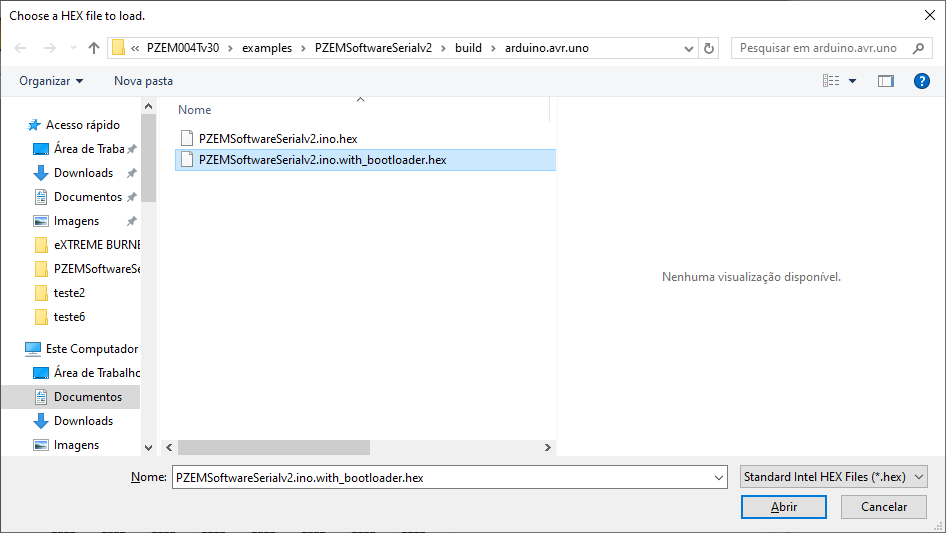 Choose a HEX file to load.
« PZEM004Tv30 › examples › PZEMSoftwareSerialv2 › build › arduino.avr.uno
Pesquisar em arduino.avr.uno
Organizar
Nova pasta
?
Acesso rápido
Área de Traba
Downloads
Documentos
Imagens
eXTREME BURNE
PZEMSoftwareSe
teste2
teste6
Este Computador
Área de Trabalho
Documentos
Downloads
Imagens
Nome
PZEMSoftwareSerialv2.ino.hex
PZEMSoftwareSerialv2.ino.with_bootloader.hex
Nenhuma visualização disponível.
Nome:
PZEMSoftwareSerialv2.ino.with_bootloader.hex
Standard Intel HEX Files (*.hex)
Abrir
Cancelar